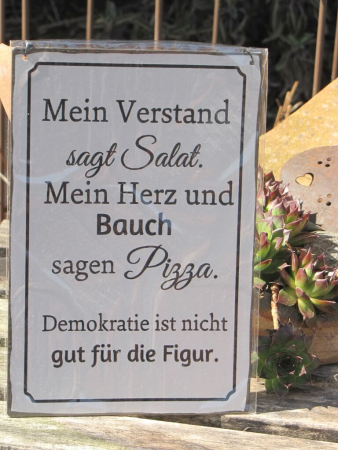 Mein Verstand
sagt Salat.
Mein Herz und
Bauch
sagen Pizza.
Demokratie ist nicht
gut für die Figur.